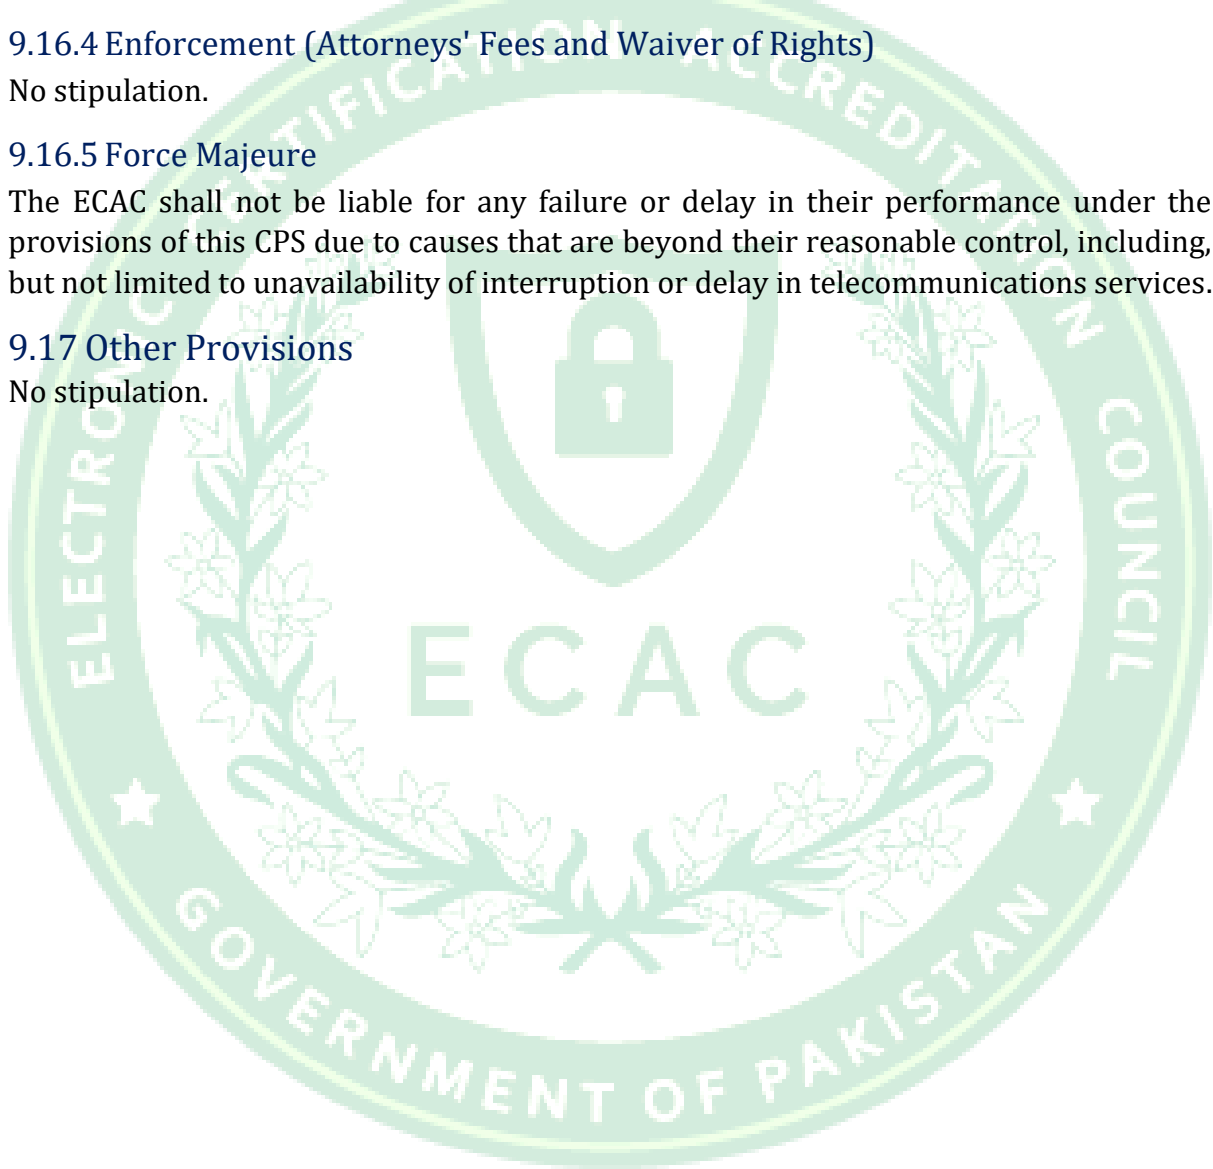 9.16.4 Enforcement (Attorneys' Fees and Waiver of Rights)
No stipulation.
9.16.5 Force Majeure
The ECAC shall not be liable for any failure or delay in their performance under the
provisions of this CPS due to causes that are beyond their reasonable control, including,
but not limited to unavailability of interruption or delay in telecommunications services.
9.17 Other Provisions
No stipulation.
ELECTRONIC CERTIFICATION ACCREDITATION COUNCIL
ECAC
GOVERNMENT OF PAKISTAN